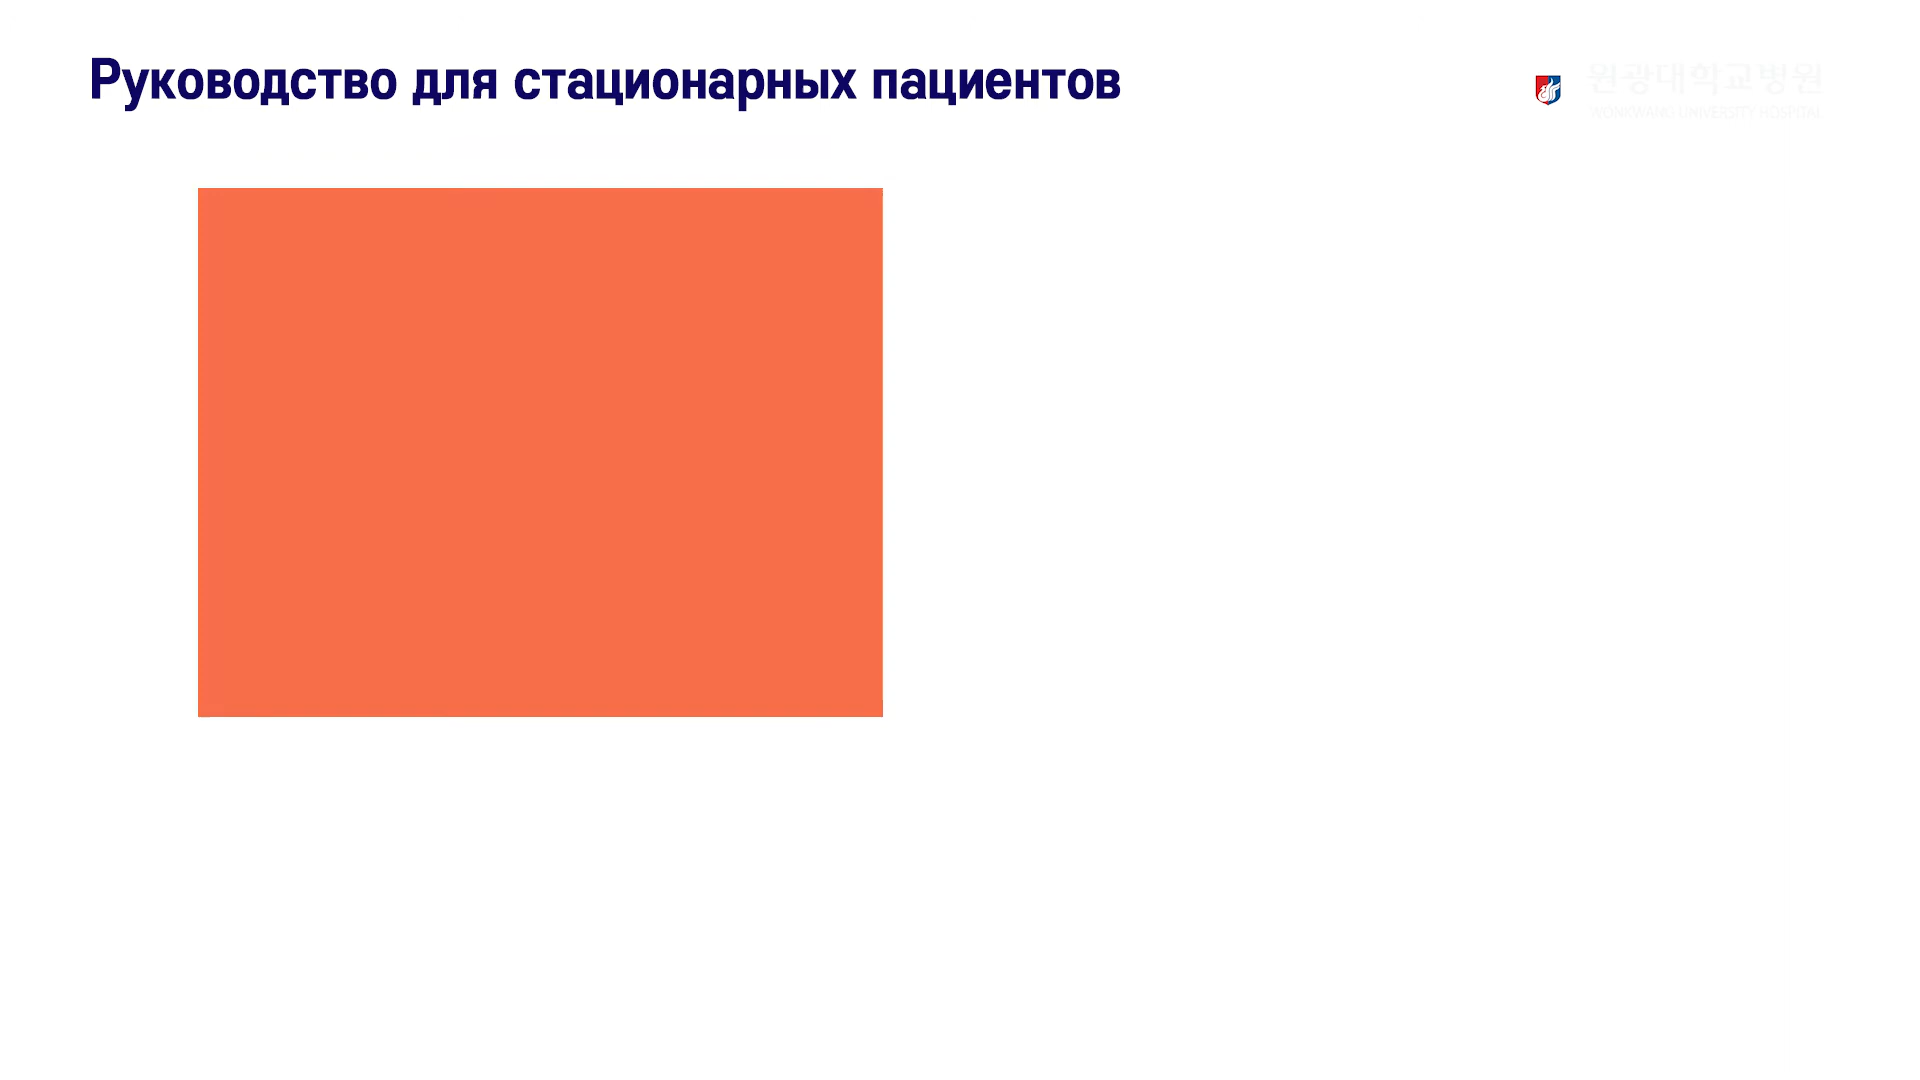 Руководство для стационарных пациентов
원광대학교병원
WONKWANG UNIVERSITY HOSPITAL